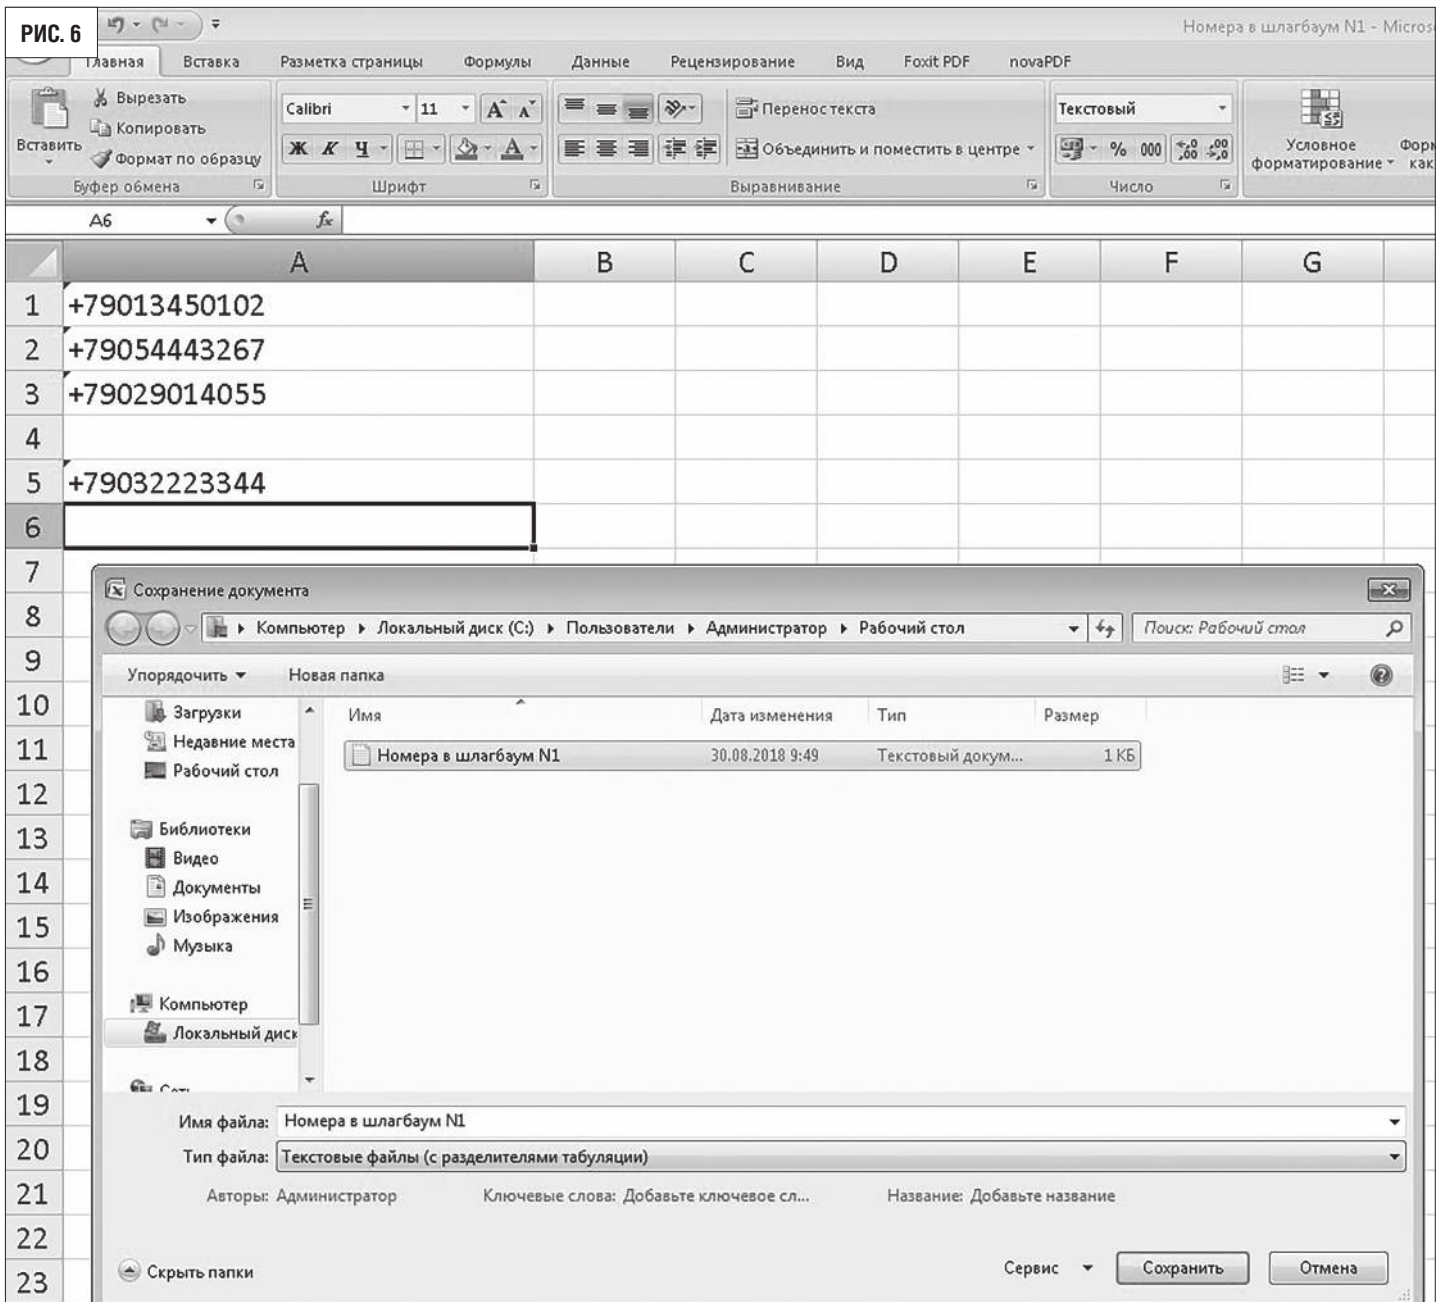 РИС. 6
Номера в шлагбаум N1 - Micros
Главная Вставка Разметка страницы Формулы Данные Рецензирование Вид Foxit PDF novaPDF
Вставить
Вырезать
Копировать
Формат по образцу
Буфер обмена
Calibri 11
Ж К Ч
Шрифт
Перенос текста
Объединить и поместить в центре
Выравнивание
Текстовый
% 000
Число
Условное
форматирование
A6 fx
A B C D E F G
1 +79013450102
2 +79054443267
3 +79029014055
4
5 +79032223344
6
7
8
9
10
11
12
13
14
15
16
17
18
19
20
21
22
23
Сохранение документа
Компьютер Локальный диск (C:) Пользователи Администратор Рабочий стол
Поиск: Рабочий стол
Упорядочить Новая папка
Загрузки
Недавние места
Рабочий стол
Библиотеки
Видео
Документы
Изображения
Музыка
Компьютер
Локальный диск
Имя Дата изменения Тип Размер
Номера в шлагбаум N1 30.08.2018 9:49 Текстовый докум... 1 КБ
Имя файла: Номера в шлагбаум N1
Тип файла: Текстовые файлы (с разделителями табуляции)
Авторы: Администратор Ключевые слова: Добавьте ключевое сл... Название: Добавьте название
Скрыть папки
Сервис Сохранить Отмена